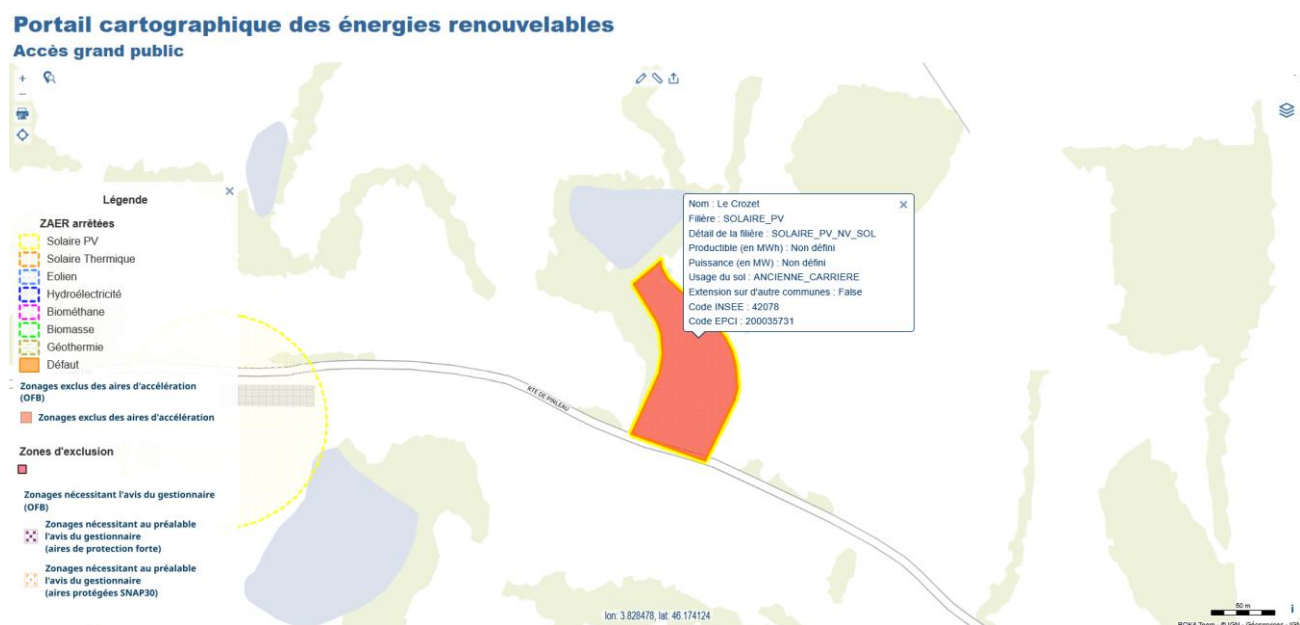 Portail cartographique des énergies renouvelables
Accès grand public
+
−
Nom : Le Crozet
Filière : SOLAIRE_PV
Détail de la filière : SOLAIRE_PV_NV_SOL
Productible (en MWh) : Non défini
Puissance (en MW) : Non défini
Usage du sol : ANCIENNE_CARRIERE
Extension sur d'autre communes : False
Code INSEE : 42078
Code EPCI : 200035731
Légende
ZAER arrêtées
Solaire PV
Solaire Thermique
Eolien
Hydroélectricité
Biométhane
Biomasse
Géothermie
Défaut
Zonages exclus des aires d'accélération
(OFB)
Zonages exclus des aires d'accélération
Zones d'exclusion
Zonages nécessitant l'avis du gestionnaire
(OFB)
Zonages nécessitant au préalable
l'avis du gestionnaire
(aires de protection forte)
Zonages nécessitant au préalable
l'avis du gestionnaire
(aires protégées SNAP30)
RTE DE PINLEAU
lon: 3.828478, lat: 46.174124
50 m
i